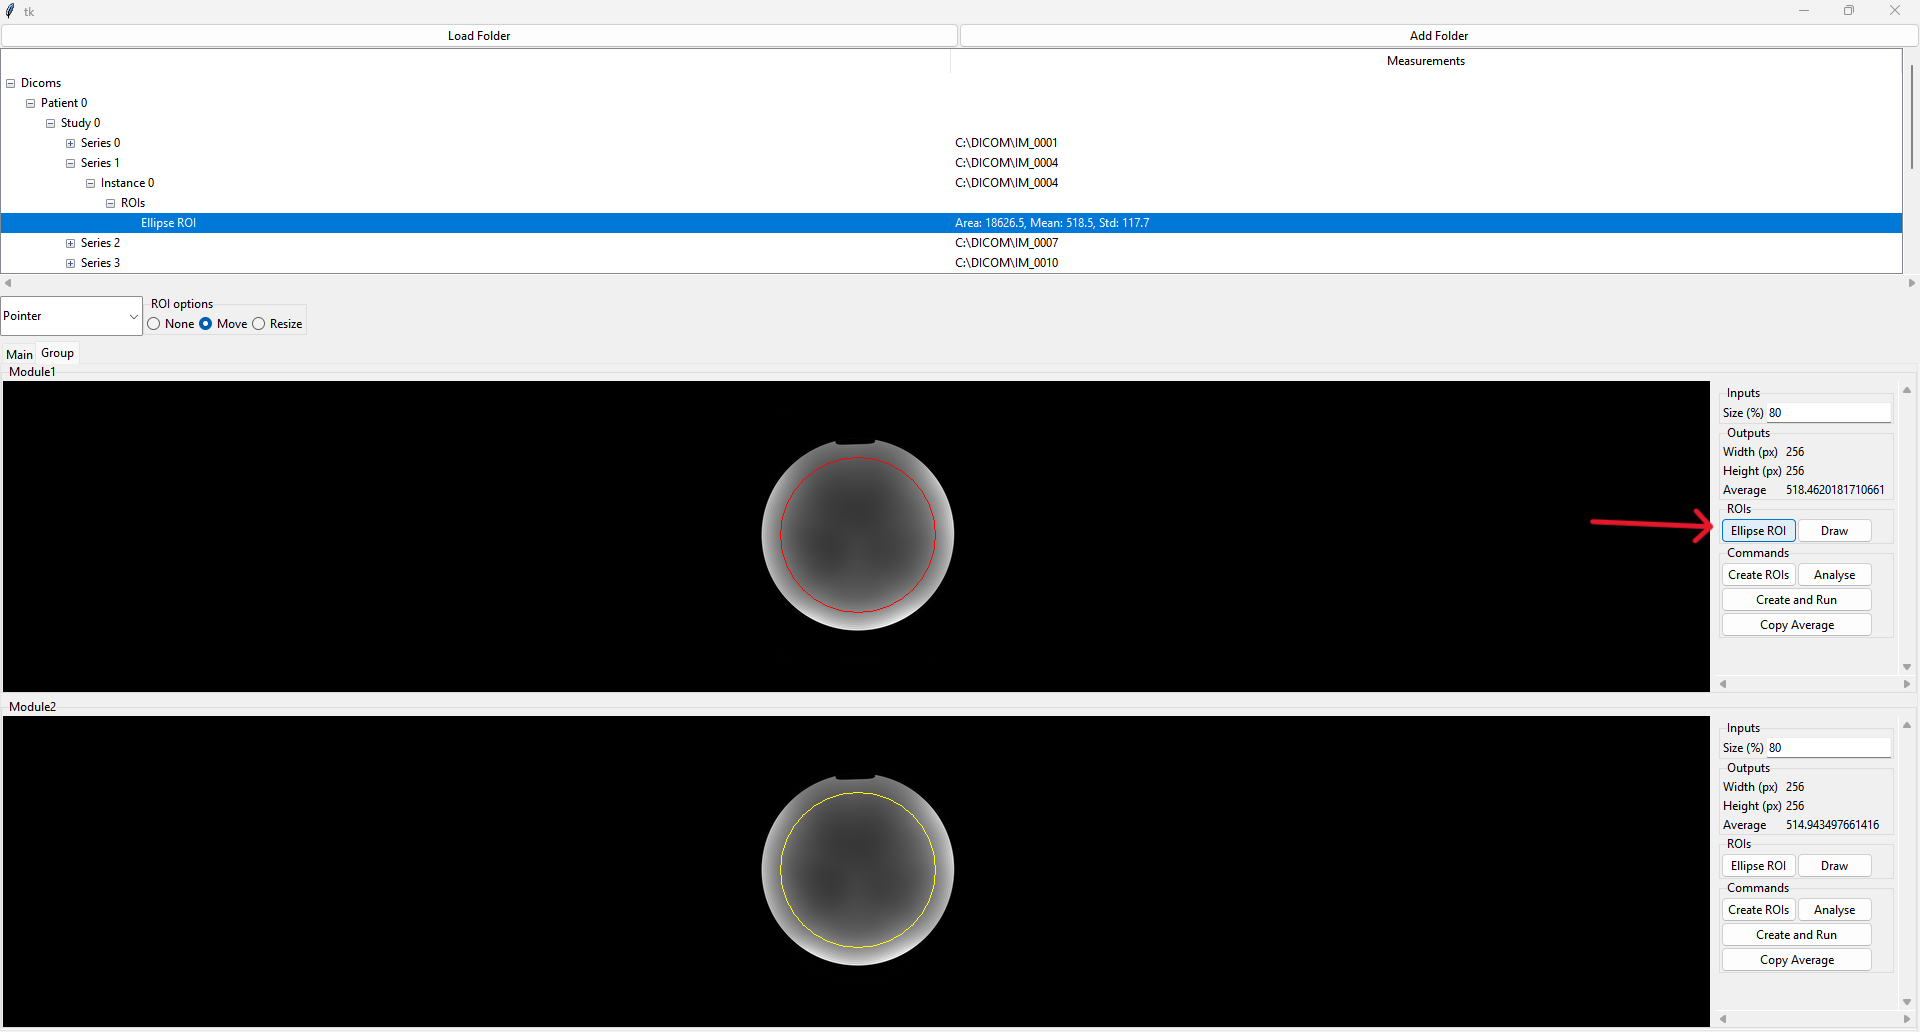 tk
Load Folder Add Folder
Measurements
Dicoms
Patient 0
Study 0
Series 0 C:\DICOM\IM_0001
Series 1 C:\DICOM\IM_0004
Instance 0 C:\DICOM\IM_0004
ROIs
Ellipse ROI Area: 18626.5, Mean: 518.5, Std: 117.7
Series 2 C:\DICOM\IM_0007
Series 3 C:\DICOM\IM_0010
Pointer
ROI options
None Move Resize
Main Group
Module1
Inputs
Size (%) 80
Outputs
Width (px) 256
Height (px) 256
Average 518.4620181710661
ROIs
Ellipse ROI Draw
Commands
Create ROIs Analyse
Create and Run
Copy Average
Module2
Inputs
Size (%) 80
Outputs
Width (px) 256
Height (px) 256
Average 514.943497661416
ROIs
Ellipse ROI Draw
Commands
Create ROIs Analyse
Create and Run
Copy Average